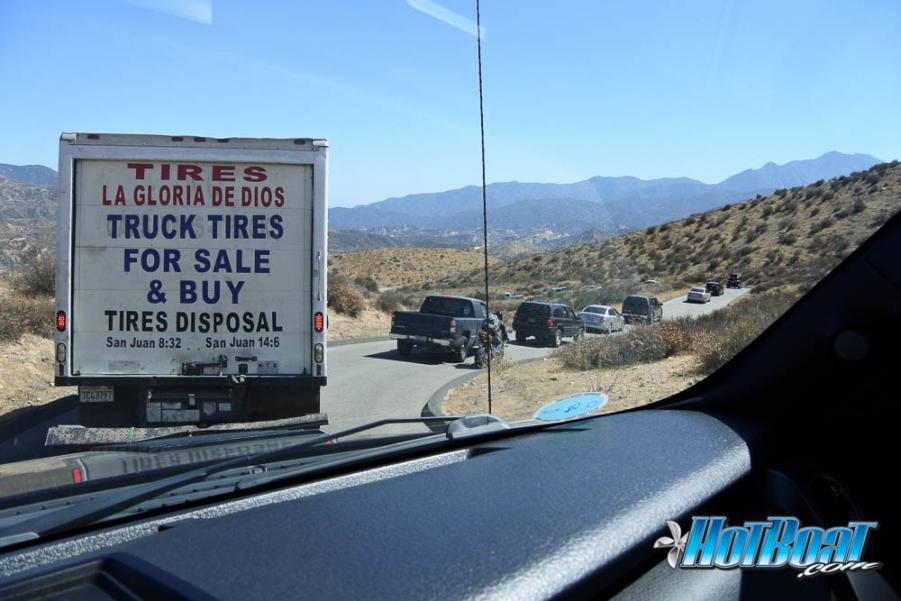 TIRES
LA GLORIA DE DIOS
TRUCK TIRES
FOR SALE
& BUY
TIRES DISPOSAL
San Juan 8:32 San Juan 14:6
HotBoat
.com